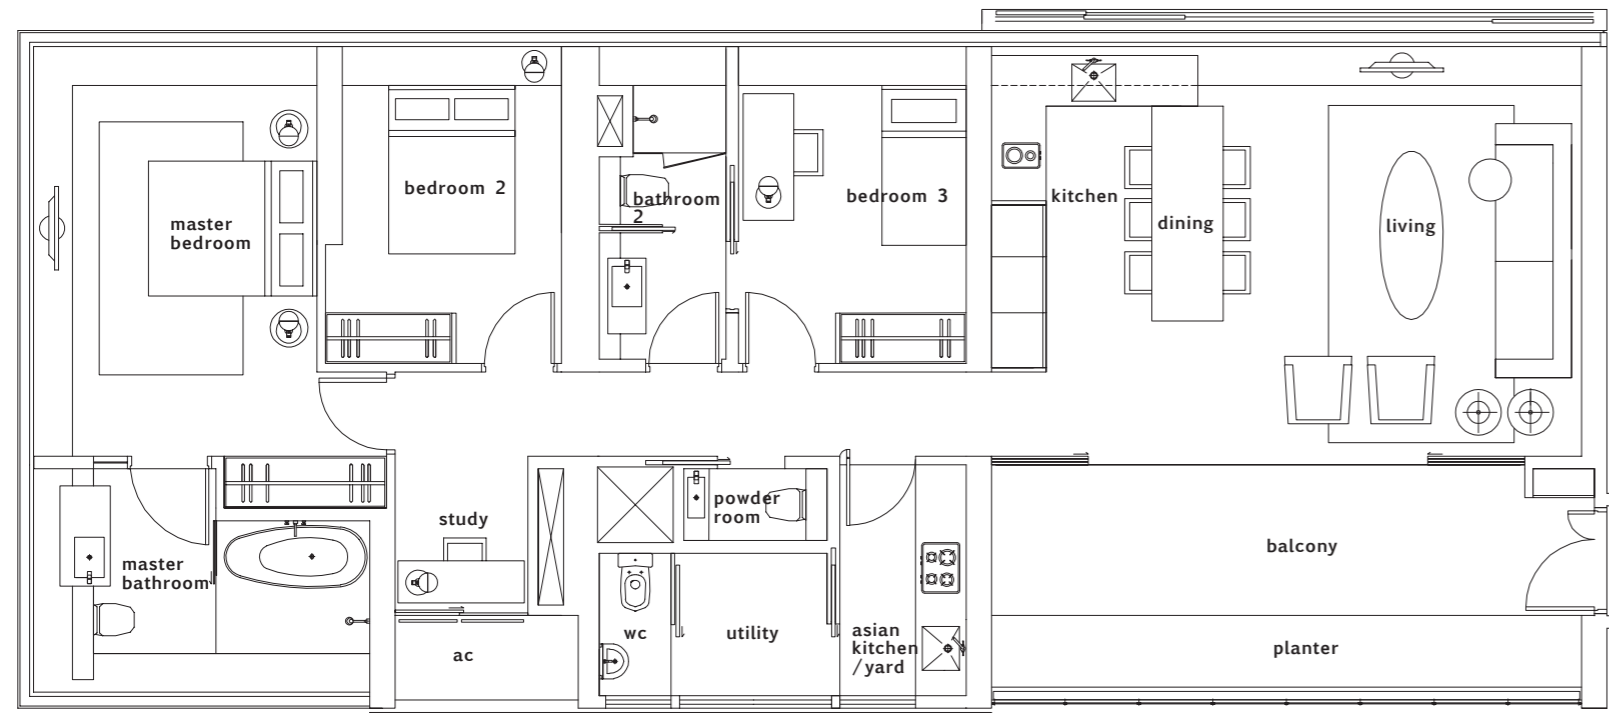 bedroom 2
bathroom
2
bedroom 3
kitchen
dining
living
master
bedroom
study
powder
room
master
bathroom
balcony
wc
utility
asian
kitchen
/yard
ac
planter